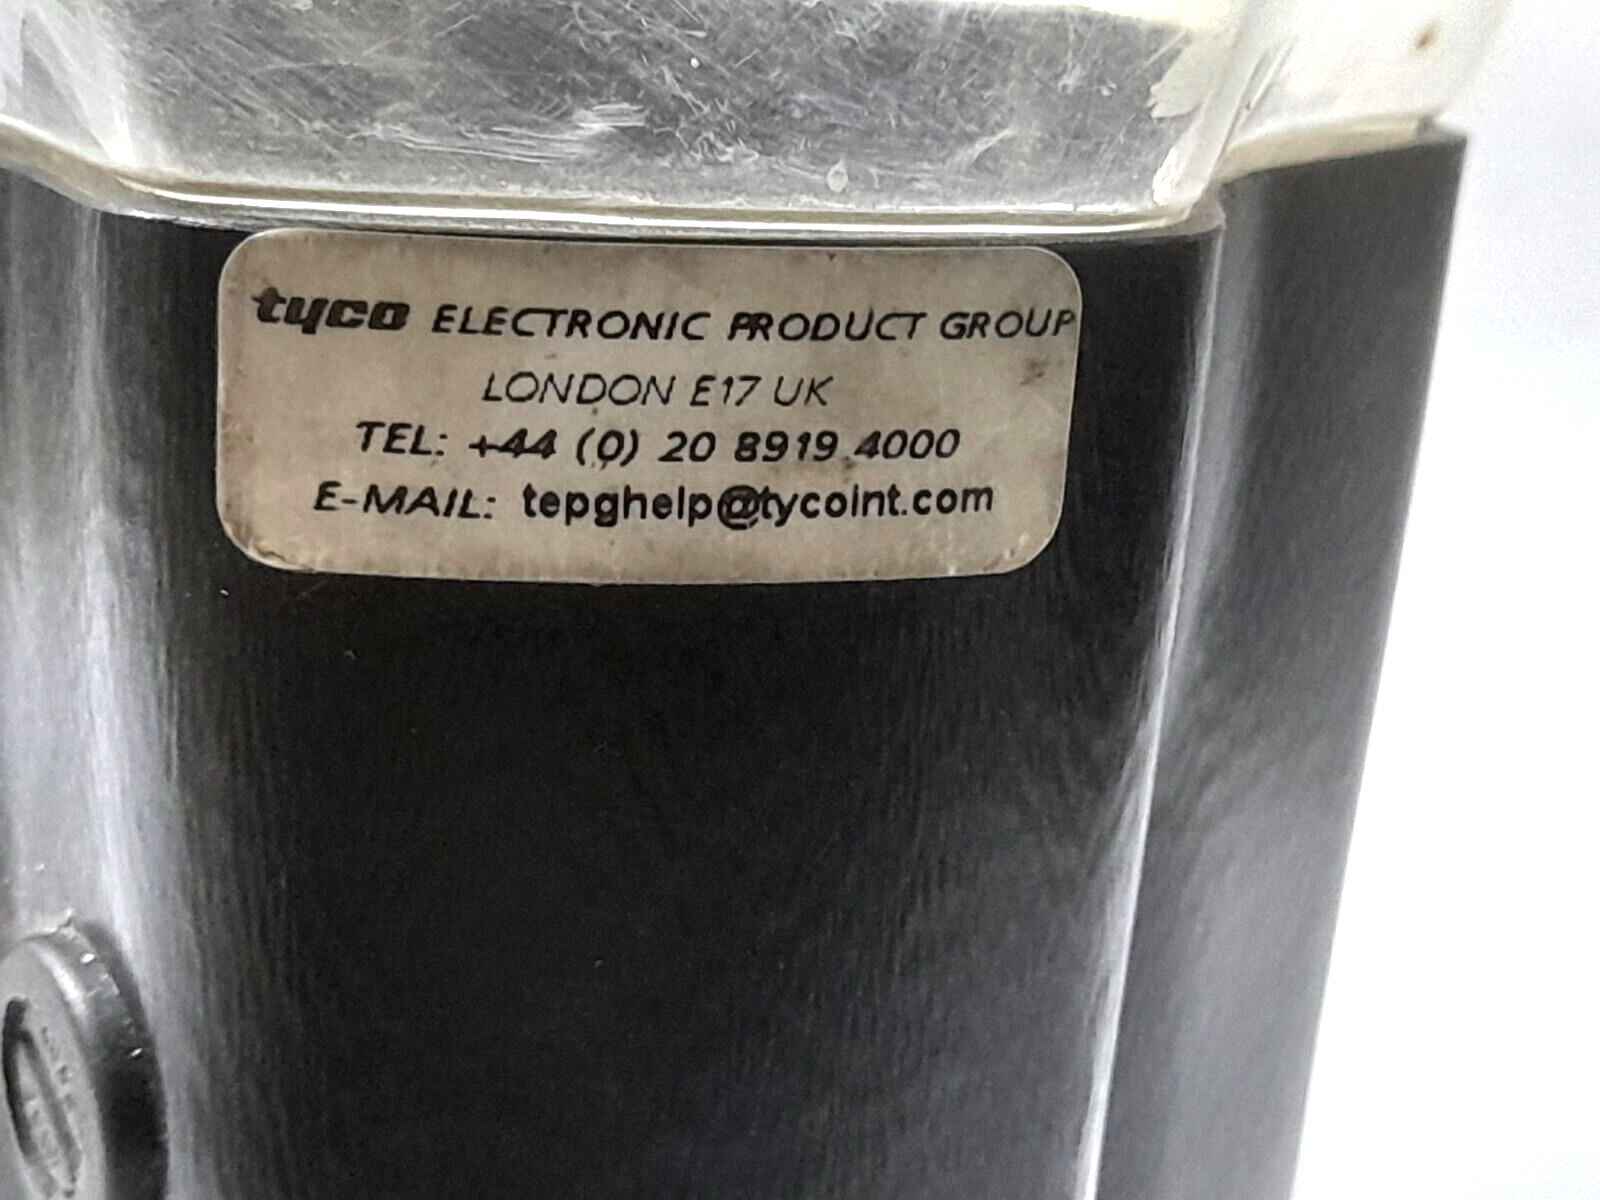 tyco ELECTRONIC PRODUCT GROUP
LONDON E17 UK
TEL: +44 (0) 20 8919 4000
E-MAIL: tepghelp@tycoint.com